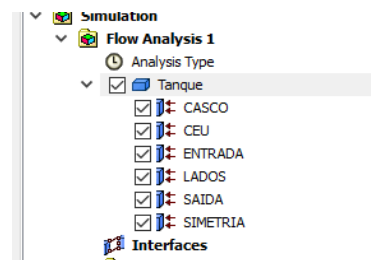 Simulation
Flow Analysis 1
Analysis Type
Tanque
CASCO
CEU
ENTRADA
LADOS
SAIDA
SIMETRIA
Interfaces